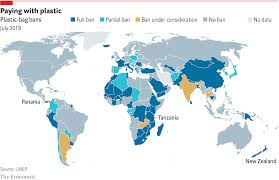 Paying with plastic
Plastic-bag bans
July 2019
Full ban
Partial ban
Ban under consideration
No ban
No data
Panama
Tanzania
New Zealand
Source: UNEP
The Economist